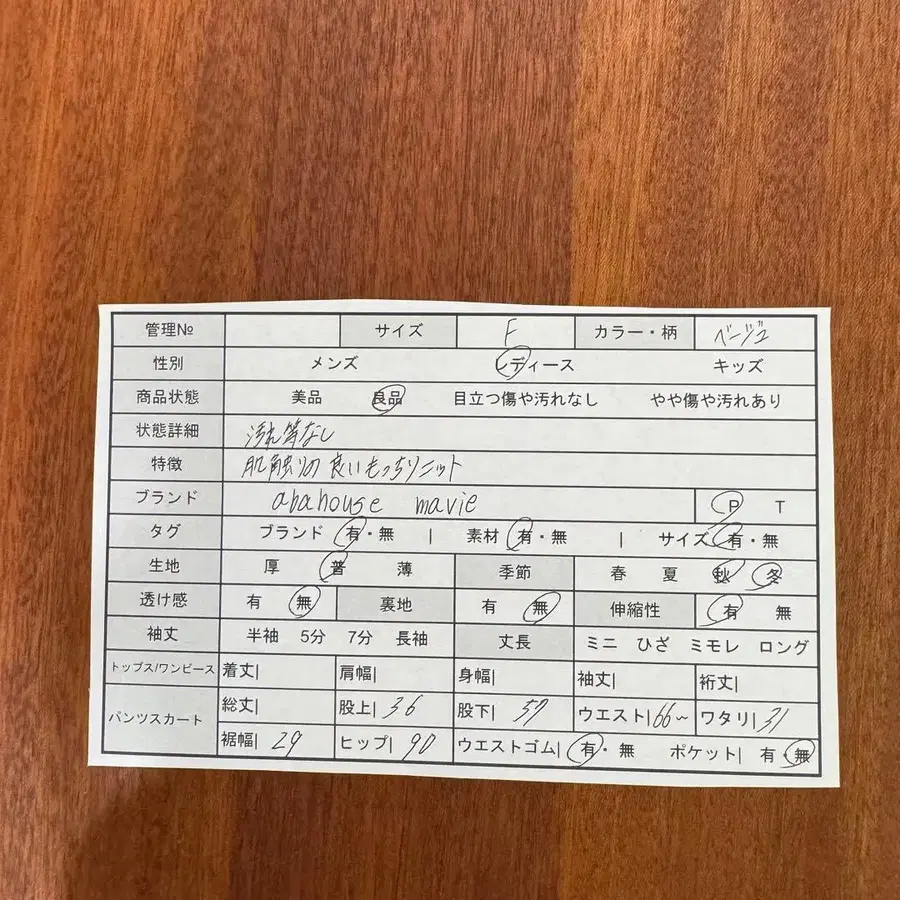 管理№ サイズ F カラー・柄 ベージュ
性別 メンズ レディース キッズ
商品状態 美品 良品 目立つ傷や汚れなし やや傷や汚れあり
状態詳細 汚れ等なし
特徴 肌触りの良いもっちりニット
ブランド abahouse mavie P T
タグ ブランド 有・無 | 素材 有・無 | サイズ 有・無
生地 厚 普 薄 季節 春 夏 秋 冬
透け感 有 無 裏地 有 無 伸縮性 有 無
袖丈 半袖 5分 7分 長袖 丈長 ミニ ひざ ミモレ ロング
トップス/ワンピース 着丈| 肩幅| 身幅| 袖丈| 裄丈|
パンツスカート 総丈| 股上| 36 股下| 57 ウエスト| 66~ ワタリ| 31
裾幅| 29 ヒップ| 90 ウエストゴム| 有・無 ポケット| 有・無